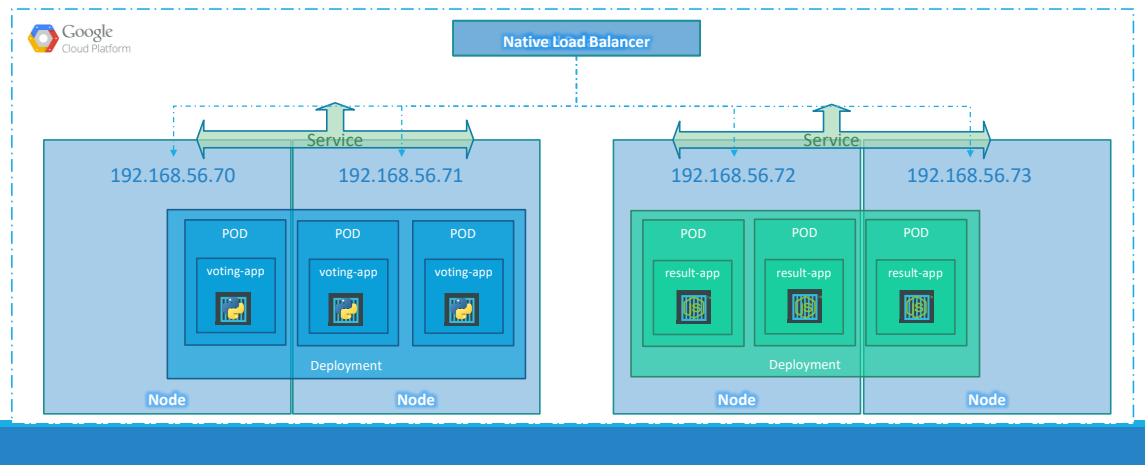 Google
Cloud Platform
Native Load Balancer
Service
Service
192.168.56.70
192.168.56.71
192.168.56.72
192.168.56.73
POD
POD
POD
POD
POD
POD
voting-app
voting-app
voting-app
result-app
result-app
result-app
Deployment
Deployment
Node
Node
Node
Node